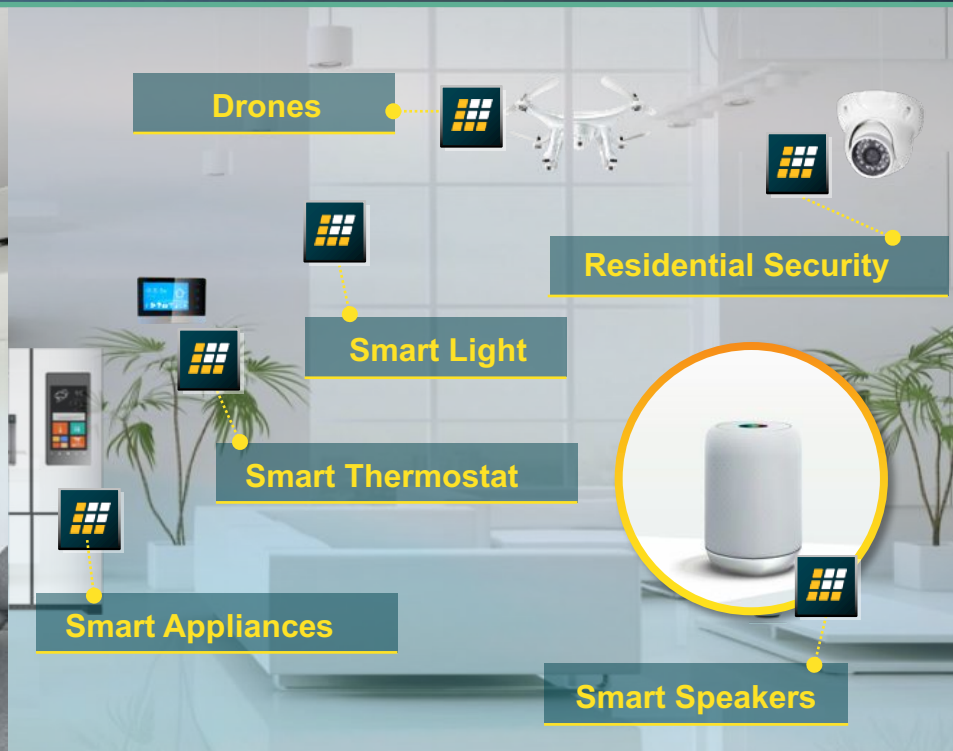 Drones
Residential Security
Smart Light
Smart Thermostat
Smart Appliances
Smart Speakers